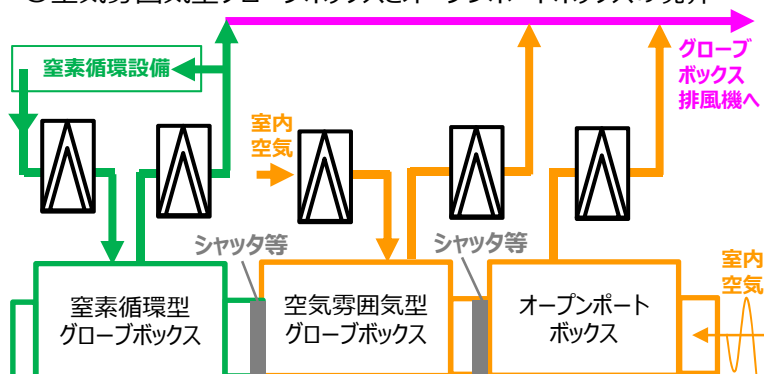 窒素循環設備
グローブ
ボックス
排風機へ
室内
空気
シャッタ等
シャッタ等
室内
空気
窒素循環型
グローブボックス
空気雰囲気型
グローブボックス
オープンポート
ボックス